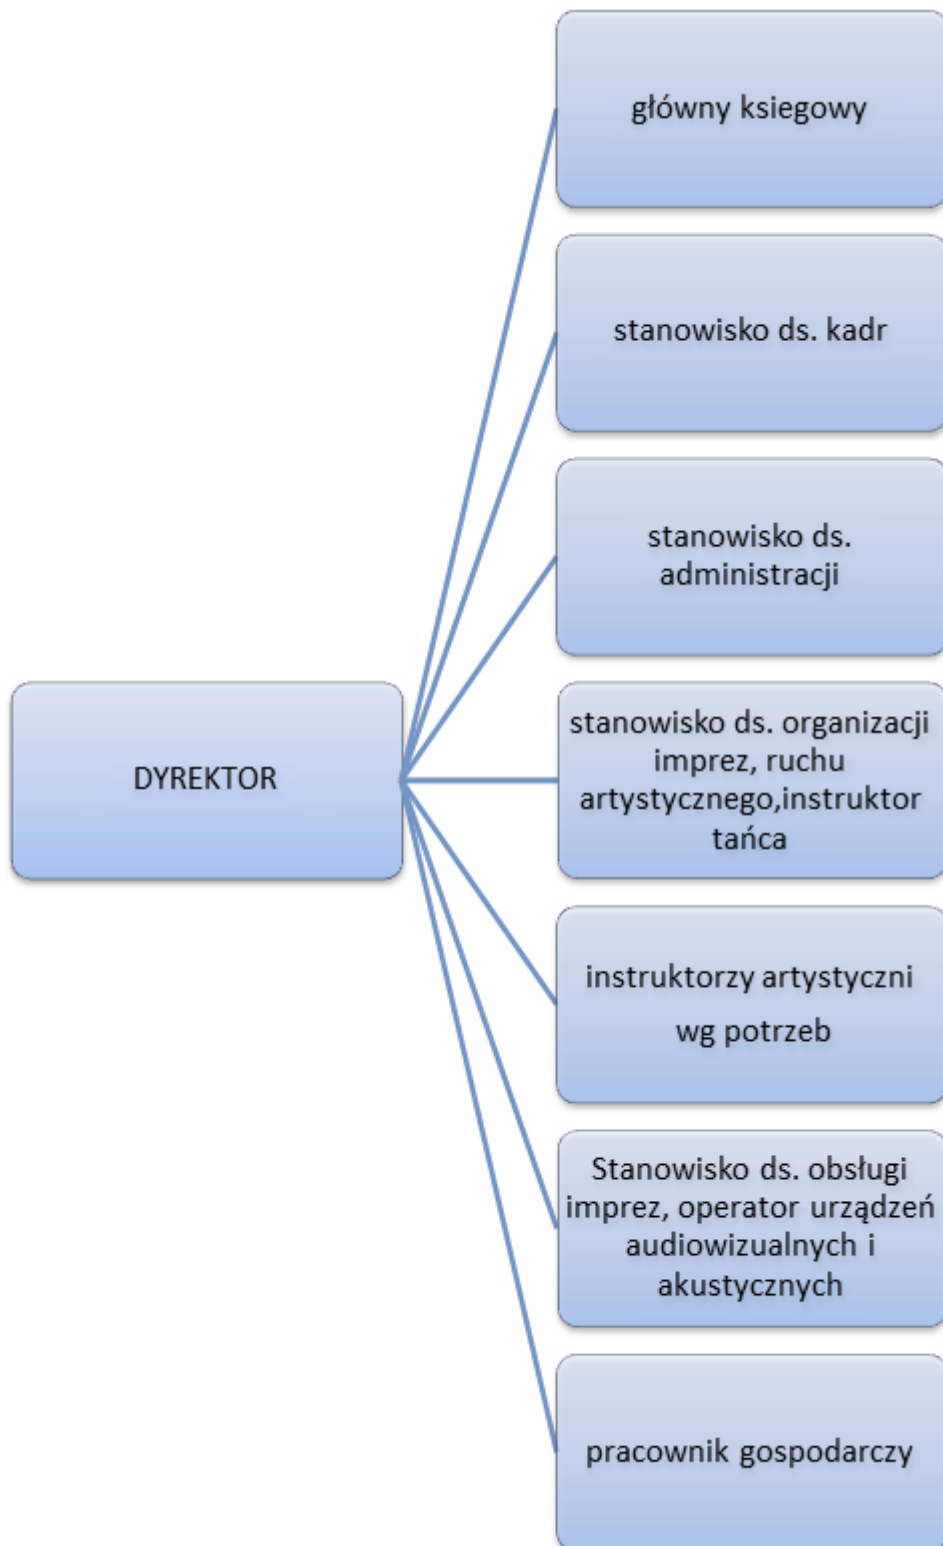 główny ksiegowy
stanowisko ds. kadr
stanowisko ds.
administracji
DYREKTOR
stanowisko ds. organizacji
imprez, ruchu
artystycznego,instruktor
tańca
instruktorzy artystyczni
wg potrzeb
Stanowisko ds. obsługi
imprez, operator urządzeń
audiowizualnych i
akustycznych
pracownik gospodarczy